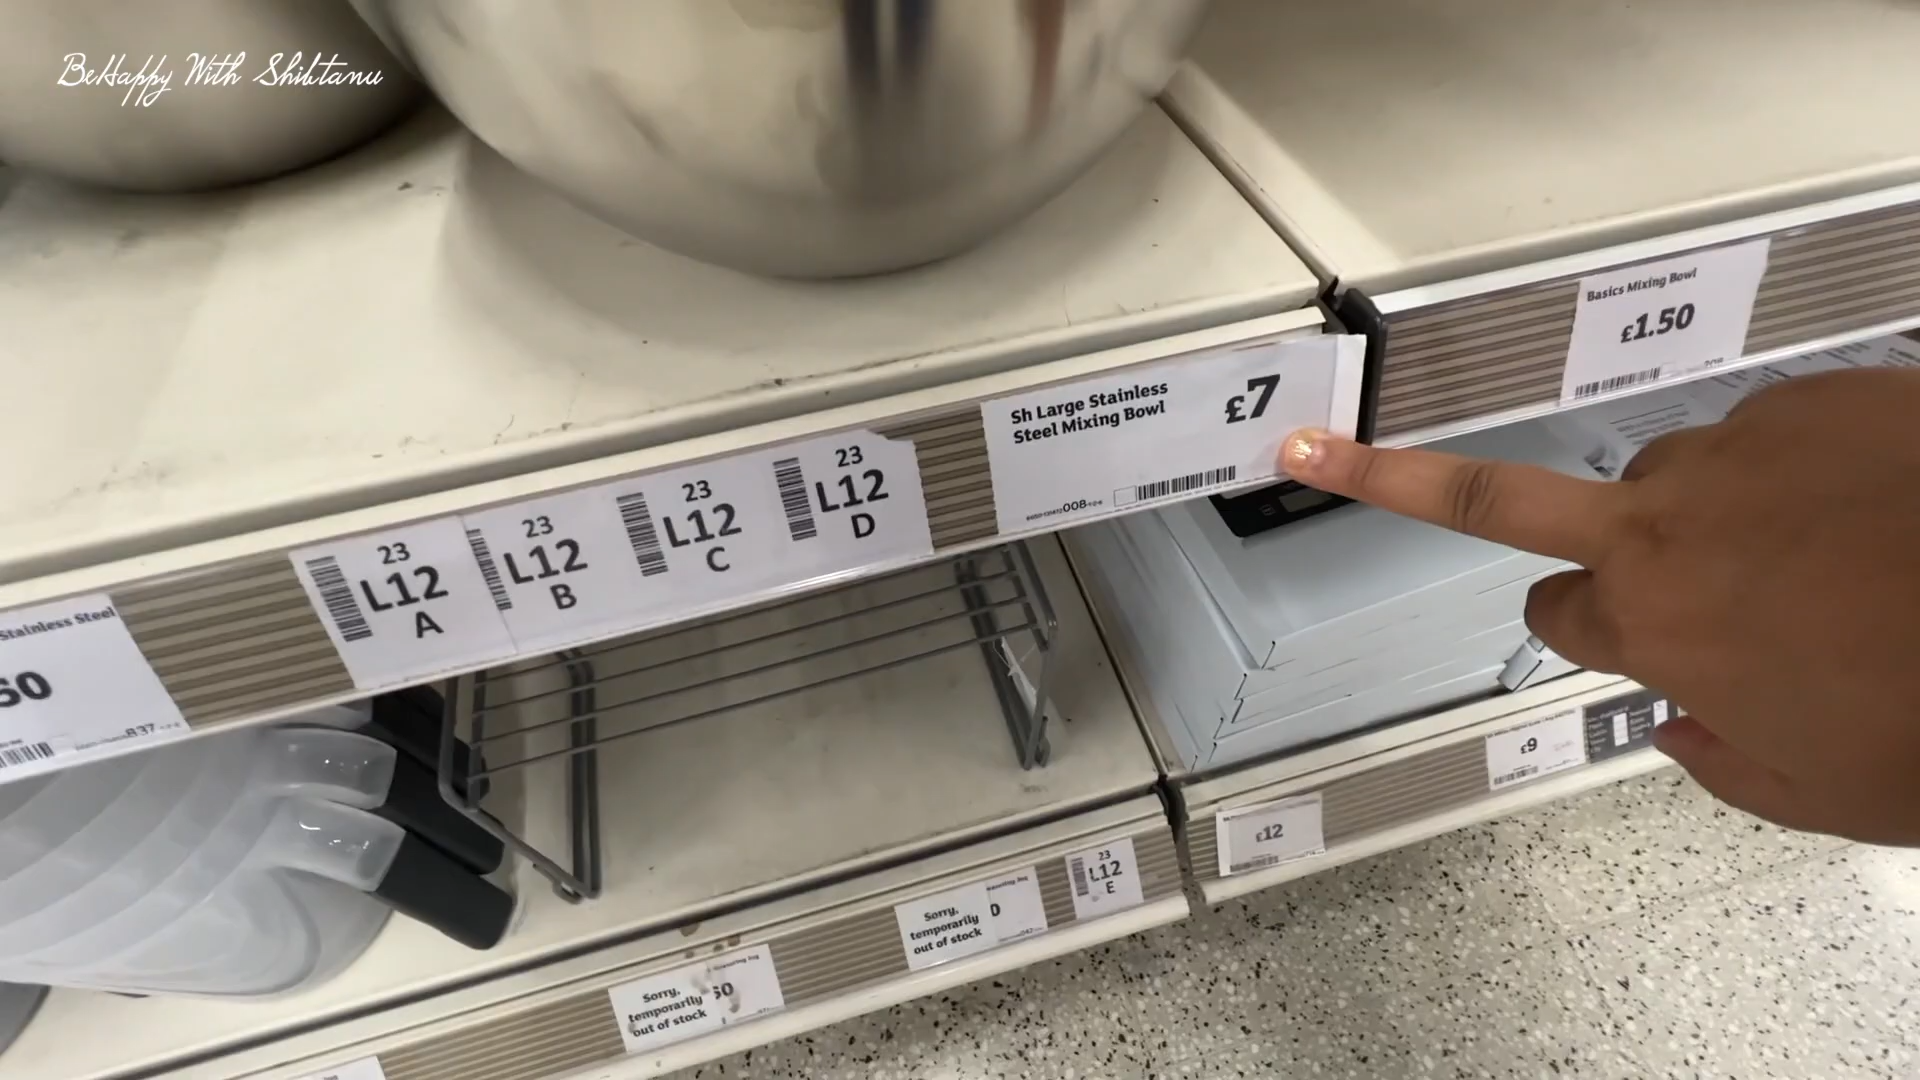 BeHappy With Shibtanu
Basics Mixing Bowl
£1.50
Sh Large Stainless
Steel Mixing Bowl
£7
008
23
L12
A
23
L12
B
23
L12
C
23
L12
D
Stainless Steel
837
£9
£12
23
L12
E
Sorry,
temporarily
out of stock
Sorry,
temporarily
out of stock